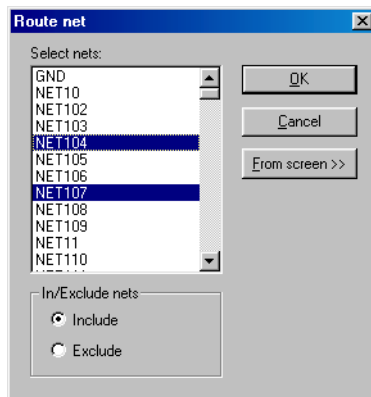 Route net
Select nets:
GND
NET10
NET102
NET103
NET104
NET105
NET106
NET107
NET108
NET109
NET11
NET110
OK
Cancel
From screen >>
In/Exclude nets
Include
Exclude